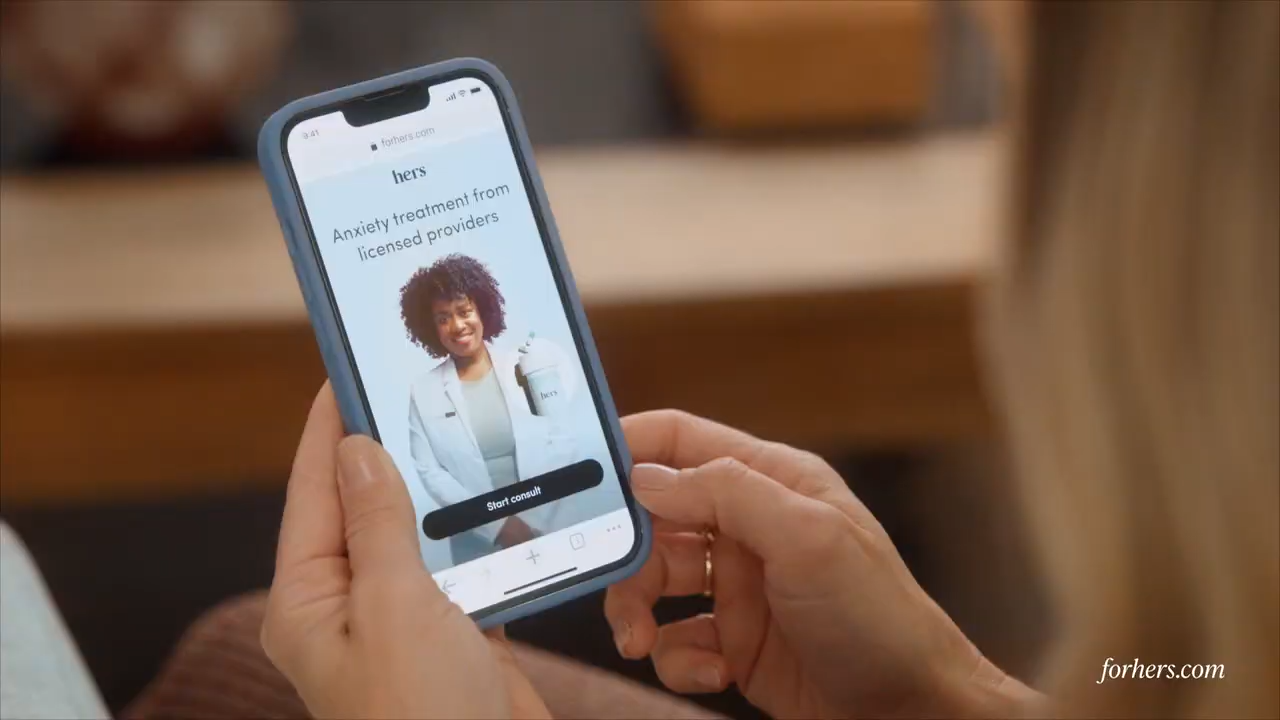 9:41
forhers.com
hers
Anxiety treatment from
licensed providers
hers
Start consult
forhers.com